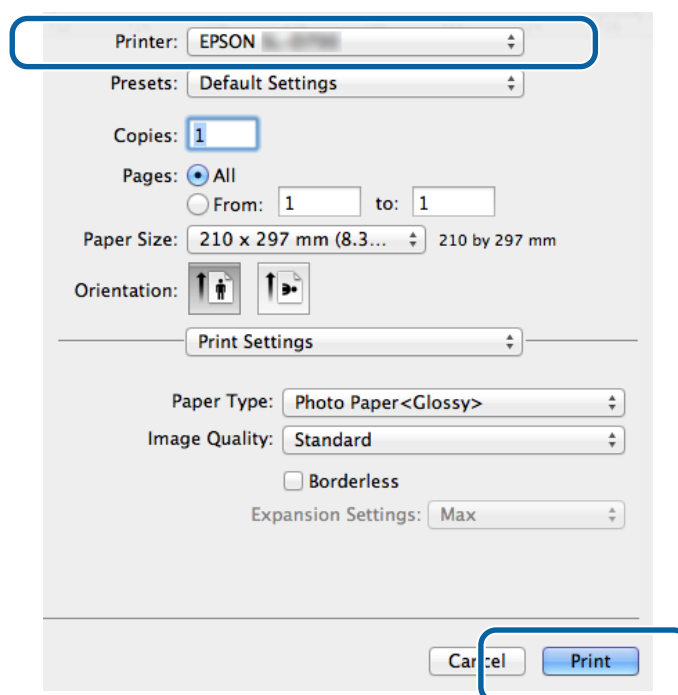 Printer: EPSON
Presets: Default Settings
Copies: 1
Pages: All
From: 1 to: 1
Paper Size: 210 x 297 mm (8.3... 210 by 297 mm
Orientation:
Print Settings
Paper Type: Photo Paper<Glossy>
Image Quality: Standard
Borderless
Expansion Settings: Max
Cancel Print